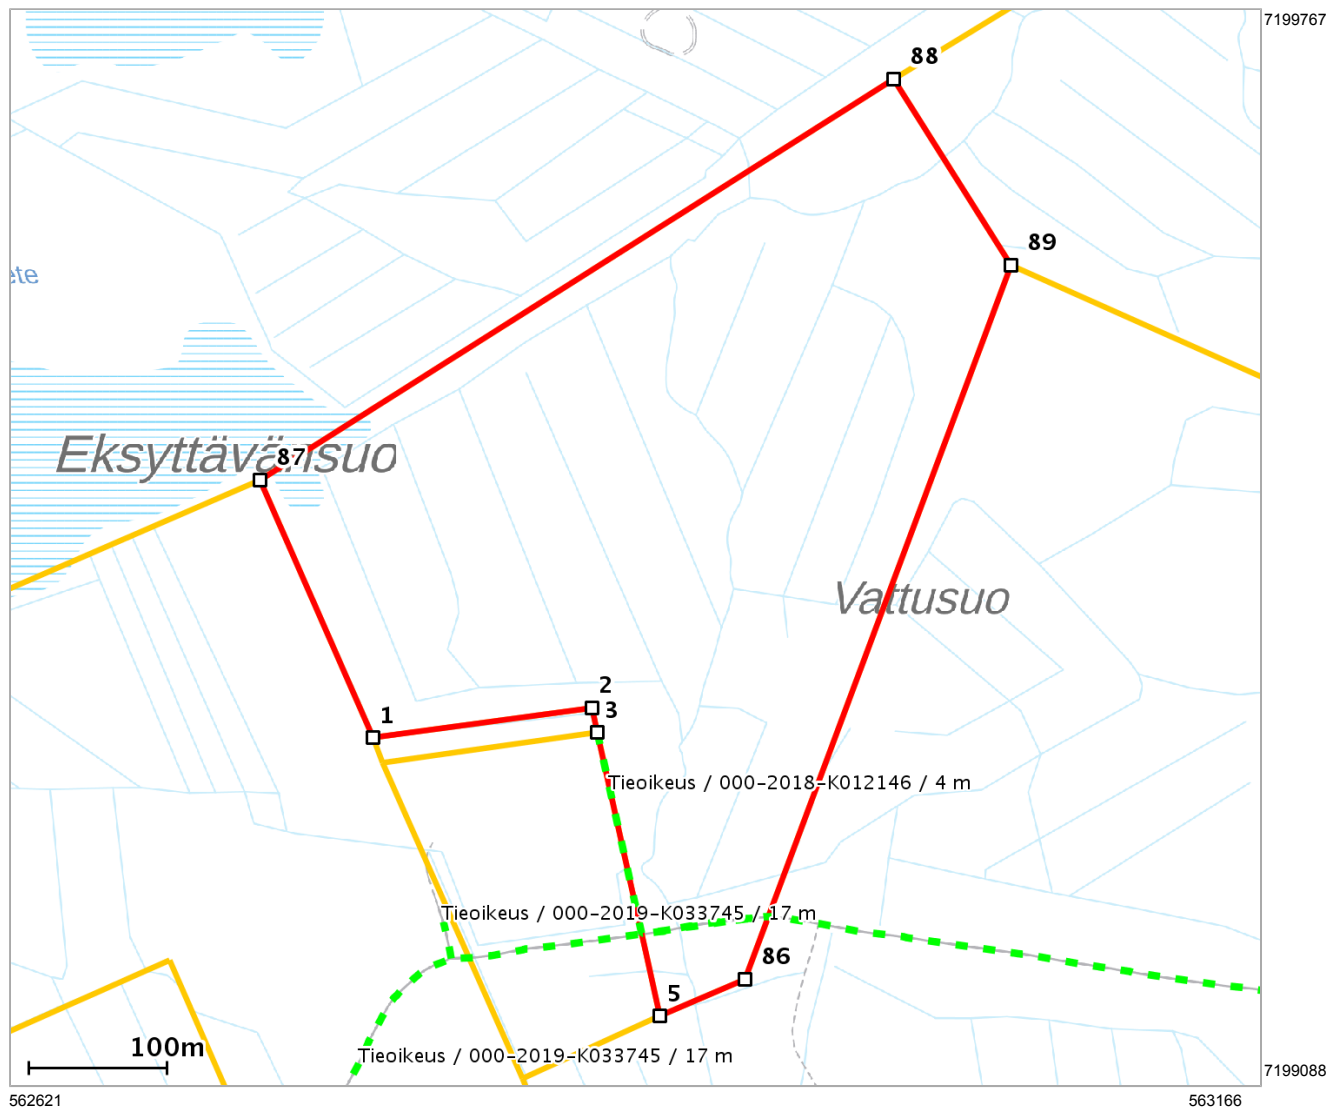 7199767
88
89
ete
Eksyttävänsuo
87
Vattusuo
2
3
1
Tieoikeus / 000-2018-K012146 / 4 m
Tieoikeus / 000-2019-K033745 / 17 m
86
5
100m
Tieoikeus / 000-2019-K033745 / 17 m
7199088
562621
563166